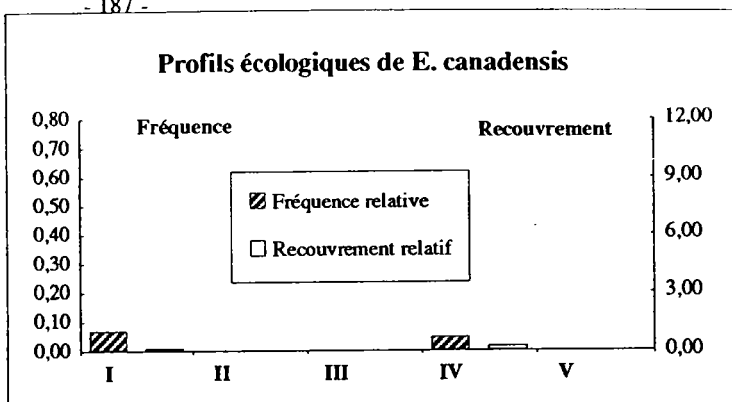 - 187 -
Profils écologiques de E. canadensis
Fréquence
Recouvrement
0,80
0,70
0,60
0,50
0,40
0,30
0,20
0,10
0,00
12,00
9,00
6,00
3,00
0,00
Fréquence relative
Recouvrement relatif
I II III IV V